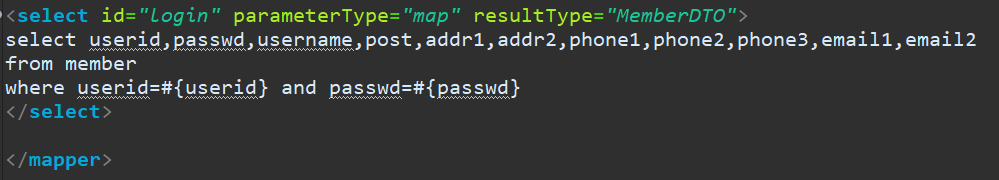 <select id="login" parameterType="map" resultType="MemberDTO">
select userid,passwd,username,post,addr1,addr2,phone1,phone2,phone3,email1,email2
from member
where userid=#{userid} and passwd=#{passwd}
</select>
</mapper>